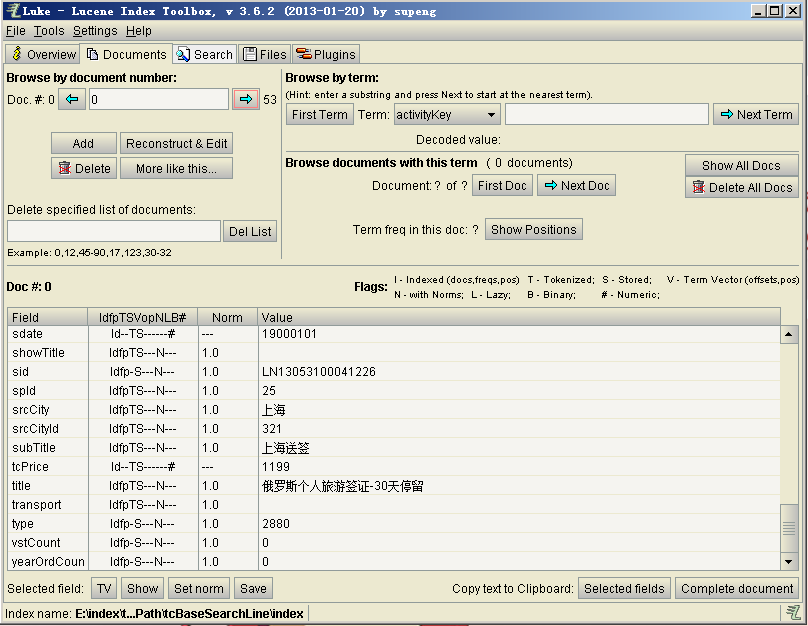 Luke - Lucene Index Toolbox, v 3.6.2 (2013-01-20) by supeng
File Tools Settings Help
Overview Documents Search Files Plugins
Browse by document number:
Doc. #: 0 0 53
Add Reconstruct & Edit
Delete More like this...
Delete specified list of documents:
Del List
Example: 0,12,45-90,17,123,30-32
Browse by term:
(Hint: enter a substring and press Next to start at the nearest term).
First Term Term: activityKey Next Term
Decoded value:
Browse documents with this term ( 0 documents)
Show All Docs
Document: ? of ? First Doc Next Doc
Delete All Docs
Term freq in this doc: ? Show Positions
Doc #: 0
Flags: I - Indexed (docs,freqs,pos) T - Tokenized; S - Stored; V - Term Vector (offsets,pos)
N - with Norms; L - Lazy; B - Binary; # - Numeric;
Field IdfpTSVopNLB# Norm Value
sdate Id--TS------# --- 19000101
showTitle IdfpTS---N--- 1.0
sid Idfp-S---N--- 1.0 LN13053100041226
spId IdfpTS---N--- 1.0 25
srcCity IdfpTS---N--- 1.0 上海
srcCityId IdfpTS---N--- 1.0 321
subTitle IdfpTS---N--- 1.0 上海送签
tcPrice Id--TS------# --- 1199
title IdfpTS---N--- 1.0 俄罗斯个人旅游签证-30天停留
transport IdfpTS---N--- 1.0
type Idfp-S---N--- 1.0 2880
vstCount Idfp-S---N--- 1.0 0
yearOrdCoun Idfp-S---N--- 1.0 0
Selected field: TV Show Set norm Save Copy text to Clipboard: Selected fields Complete document
Index name: E:\index\t...Path\tcBaseSearchLine\index